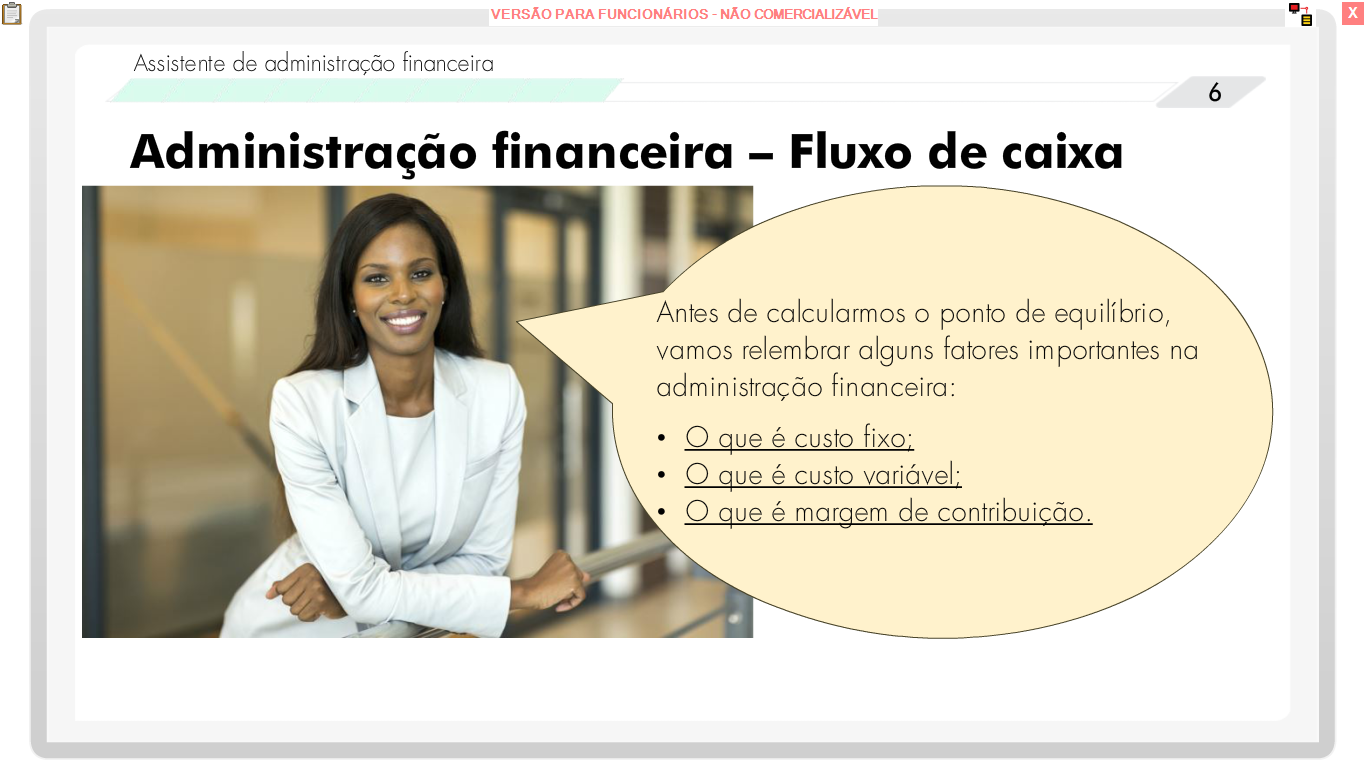 VERSÃO PARA FUNCIONÁRIOS - NÃO COMERCIALIZÁVEL
X
Assistente de administração financeira
6
Administração financeira – Fluxo de caixa
Antes de calcularmos o ponto de equilíbrio,
vamos relembrar alguns fatores importantes na
administração financeira:
• O que é custo fixo;
• O que é custo variável;
• O que é margem de contribuição.